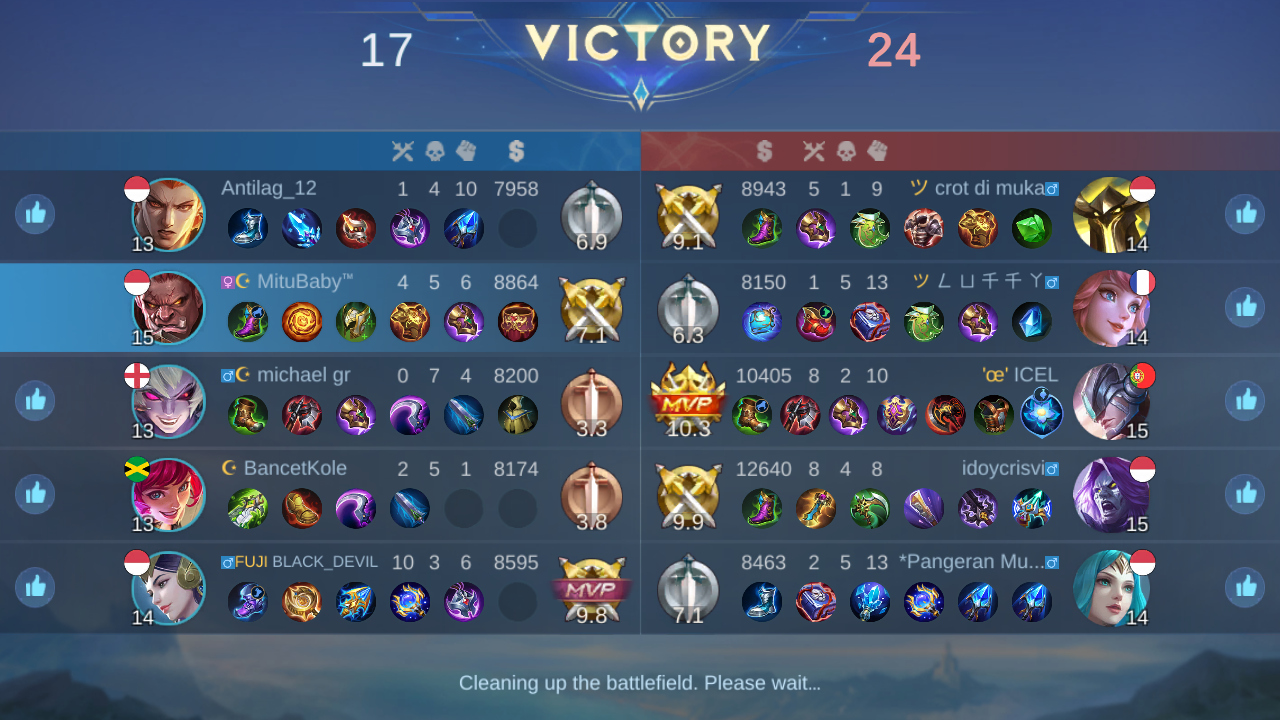 17 VICTORY 24
Antilag_12 1 4 10 7958
13 6.9
9.1 8943 5 1 9 ツ crot di muka
14
MituBaby™ 4 5 6 8864
15 7.1
6.3 8150 1 5 13 ツ ㄥ ㄩ 千 千 ㄚ
14
michael gr 0 7 4 8200
13 3.3
MVP 10.3 10405 8 2 10 'œ' ICEL
15
BancetKole 2 5 1 8174
13 3.8
9.9 12640 8 4 8 idoycrisvi
15
FUJI BLACK_DEVIL 10 3 6 8595
14 MVP 9.8
7.1 8463 2 5 13 *Pangeran Mu...
14
Cleaning up the battlefield. Please wait...